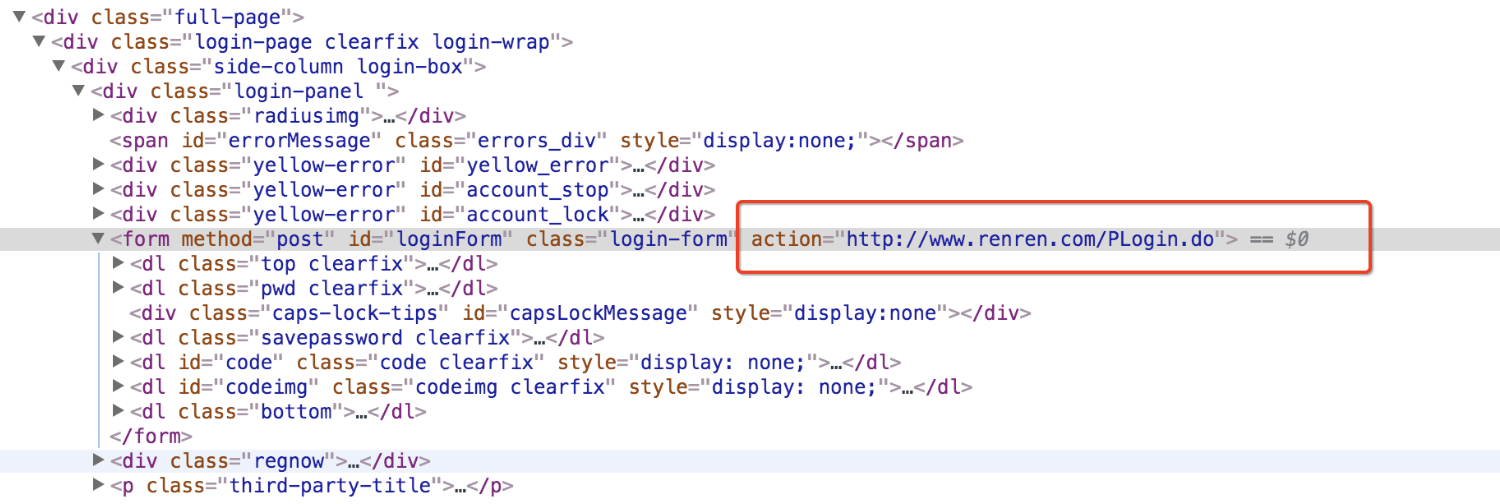 ▼<div class="full-page">
▼<div class="login-page clearfix login-wrap">
▼<div class="side-column login-box">
▼<div class="login-panel ">
▶<div class="radiusimg">…</div>
<span id="errorMessage" class="errors_div" style="display:none;"></span>
▶<div class="yellow-error" id="yellow_error">…</div>
▶<div class="yellow-error" id="account_stop">…</div>
▶<div class="yellow-error" id="account_lock">…</div>
▼<form method="post" id="loginForm" class="login-form" action="http://www.renren.com/PLogin.do"> == $0
▶<dl class="top clearfix">…</dl>
▶<dl class="pwd clearfix">…</dl>
<div class="caps-lock-tips" id="capsLockMessage" style="display:none"></div>
▶<dl class="savepassword clearfix">…</dl>
▶<dl id="code" class="code clearfix" style="display: none;">…</dl>
▶<dl id="codeimg" class="codeimg clearfix" style="display: none;">…</dl>
▶<dl class="bottom">…</dl>
</form>
▶<div class="regnow">…</div>
▶<p class="third-party-title">…</p>